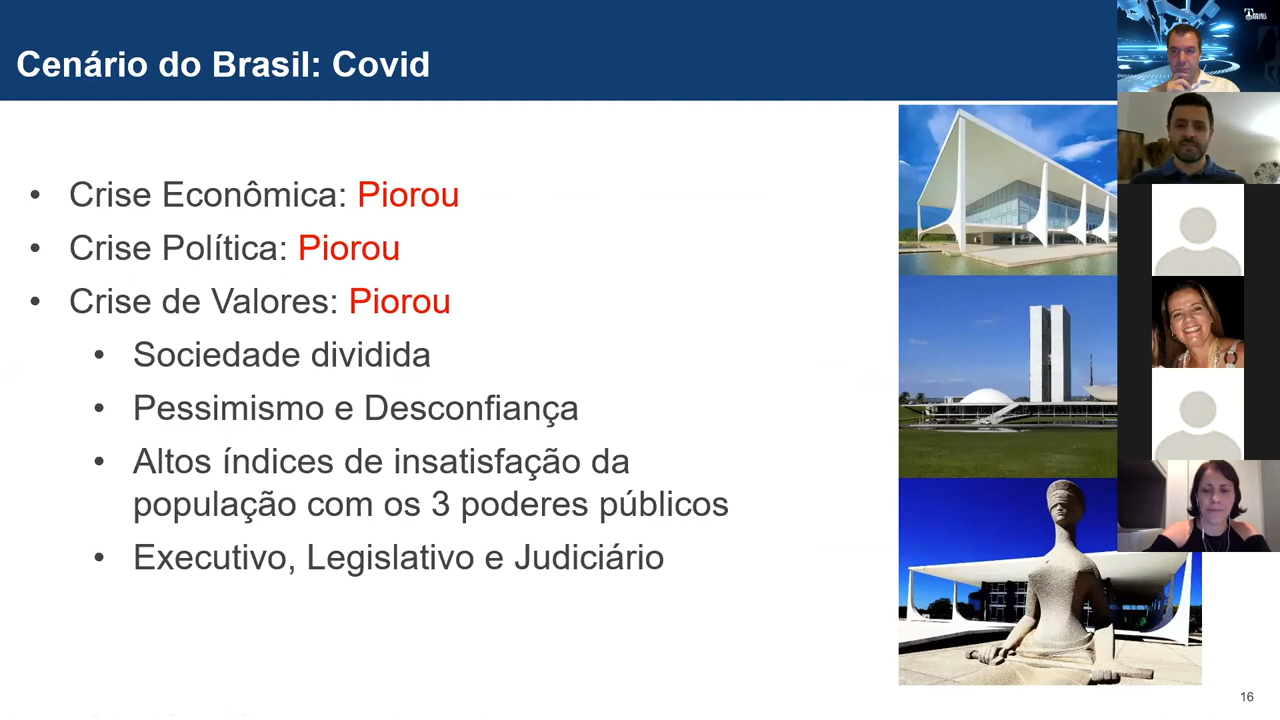 Cenário do Brasil: Covid
• Crise Econômica: Piorou
• Crise Política: Piorou
• Crise de Valores: Piorou
• Sociedade dividida
• Pessimismo e Desconfiança
• Altos índices de insatisfação da
população com os 3 poderes públicos
• Executivo, Legislativo e Judiciário
16